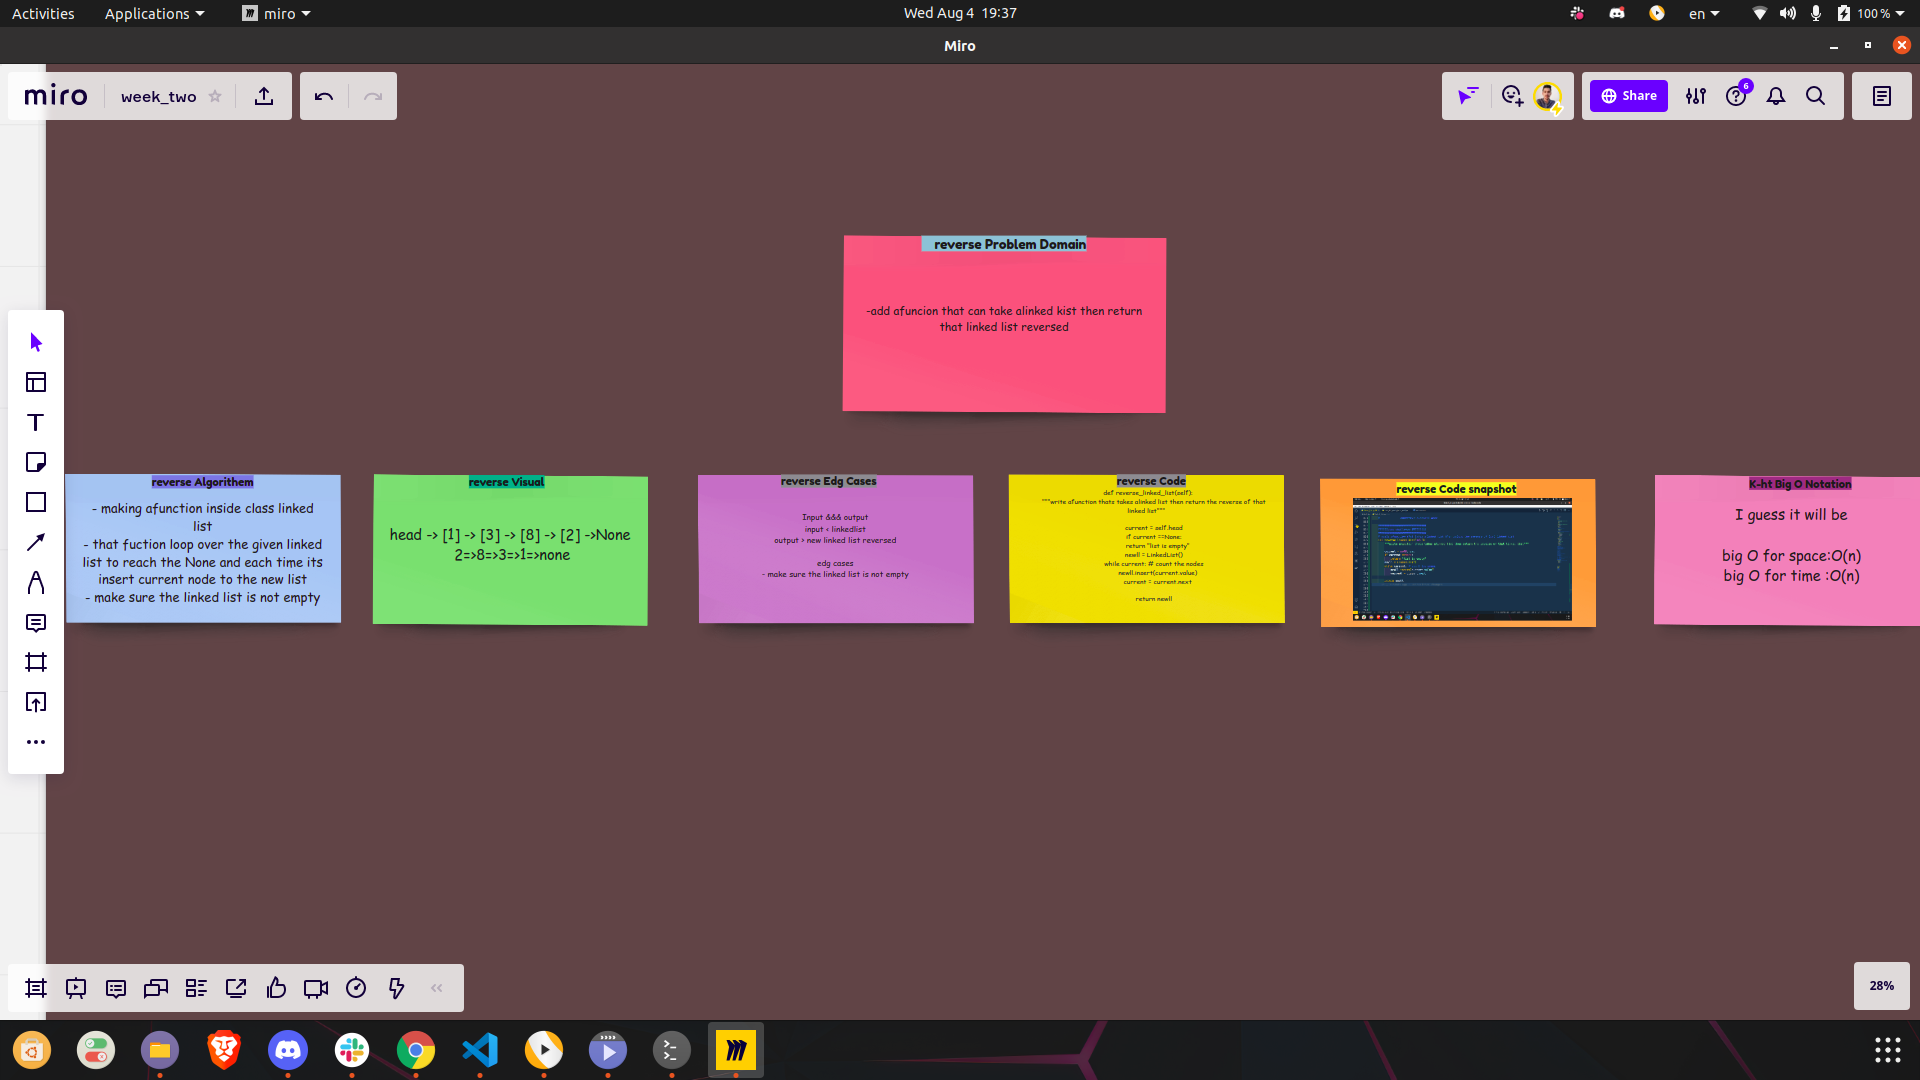 Activities Applications miro Wed Aug 4 19:37 en 100 %
Miro
miro week_two 6 Share
reverse Problem Domain
-add afuncion that can take alinked kist then return
that linked list reversed
reverse Algorithem
- making afunction inside class linked
list
- that fuction loop over the given linked
list to reach the None and each time its
insert current node to the new list
- make sure the linked list is not empty
reverse Visual
head -> [1] -> [3] -> [8] -> [2] ->None
2=>8=>3=>1=>none
reverse Edg Cases
Input &&& output
input < linkedlist
output > new linked list reversed
edg cases
- make sure the linked list is not empty
reverse Code
def reverse_linked_list(self):
"""write afunction thate takes alinked list then return the reverse of that
linked list"""
current = self.head
if current ==None:
return "list is empty"
newll = LinkedList()
while current: # count the nodes
newll.insert(current.value)
current = current.next
return newll
reverse Code snapshot
K-ht Big O Notation
I guess it will be
big O for space:O(n)
big O for time :O(n)
28%